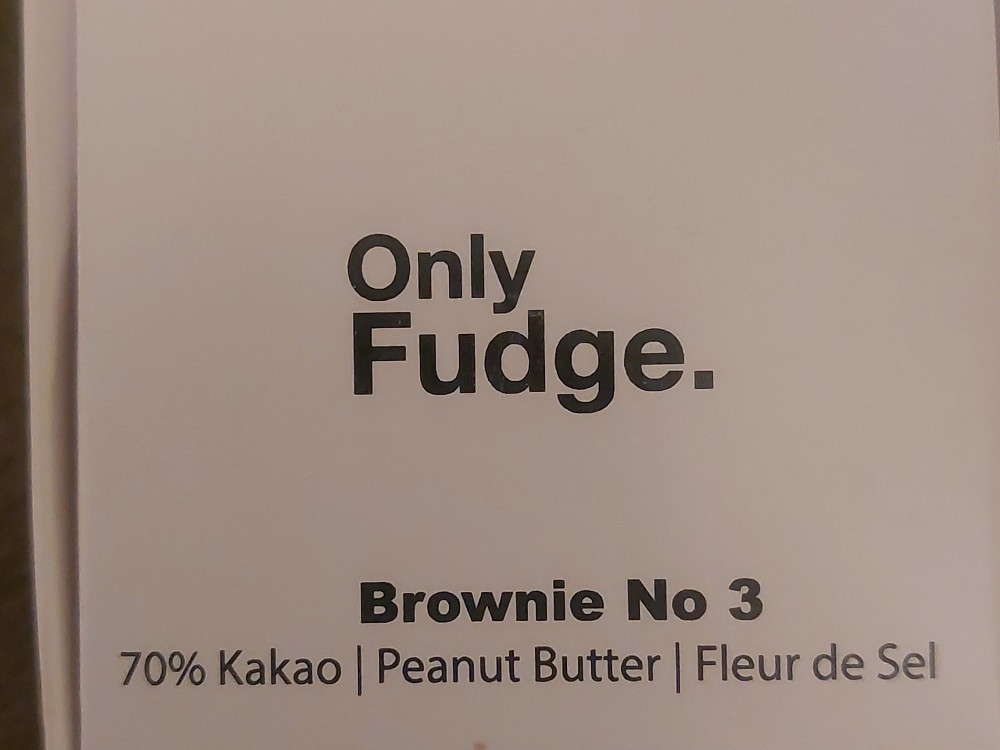 Only
Fudge.
Brownie No 3
70% Kakao | Peanut Butter | Fleur de Sel